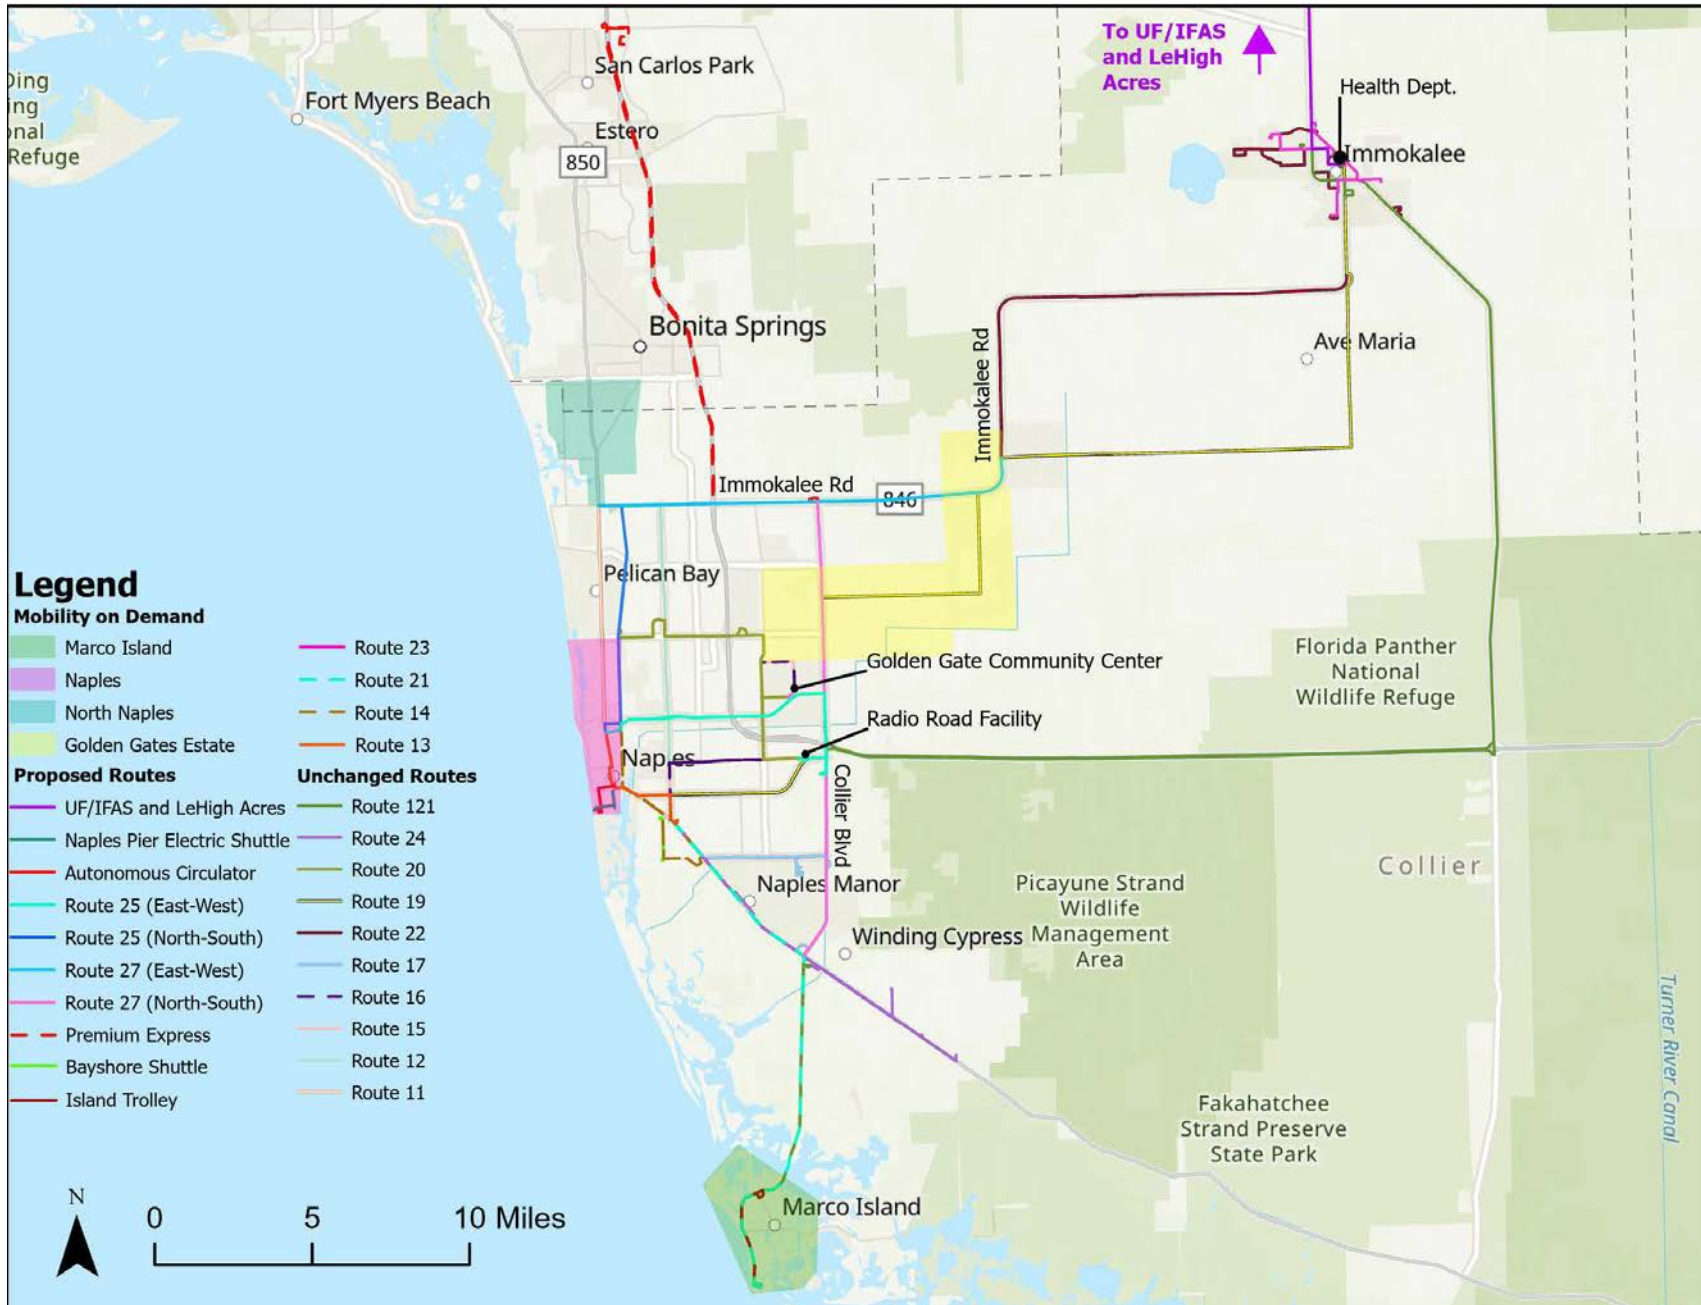 To UF/IFAS
and LeHigh
Acres
Health Dept.
San Carlos Park
Ding
ing
onal
Refuge
Fort Myers Beach
Estero
850
Immokalee
Bonita Springs
Immokalee Rd
Ave Maria
Immokalee Rd
846
Pelican Bay
Golden Gate Community Center
Florida Panther
National
Wildlife Refuge
Radio Road Facility
Naples
Collier Blvd
Naples Manor
Winding Cypress
Picayune Strand
Wildlife
Management
Area
Collier
Turner River Canal
Fakahatchee
Strand Preserve
State Park
Marco Island
Legend
Mobility on Demand
Marco Island
Naples
North Naples
Golden Gates Estate
Proposed Routes
UF/IFAS and LeHigh Acres
Naples Pier Electric Shuttle
Autonomous Circulator
Route 25 (East-West)
Route 25 (North-South)
Route 27 (East-West)
Route 27 (North-South)
Premium Express
Bayshore Shuttle
Island Trolley
Route 23
Route 21
Route 14
Route 13
Unchanged Routes
Route 121
Route 24
Route 20
Route 19
Route 22
Route 17
Route 16
Route 15
Route 12
Route 11
N
0 5 10 Miles